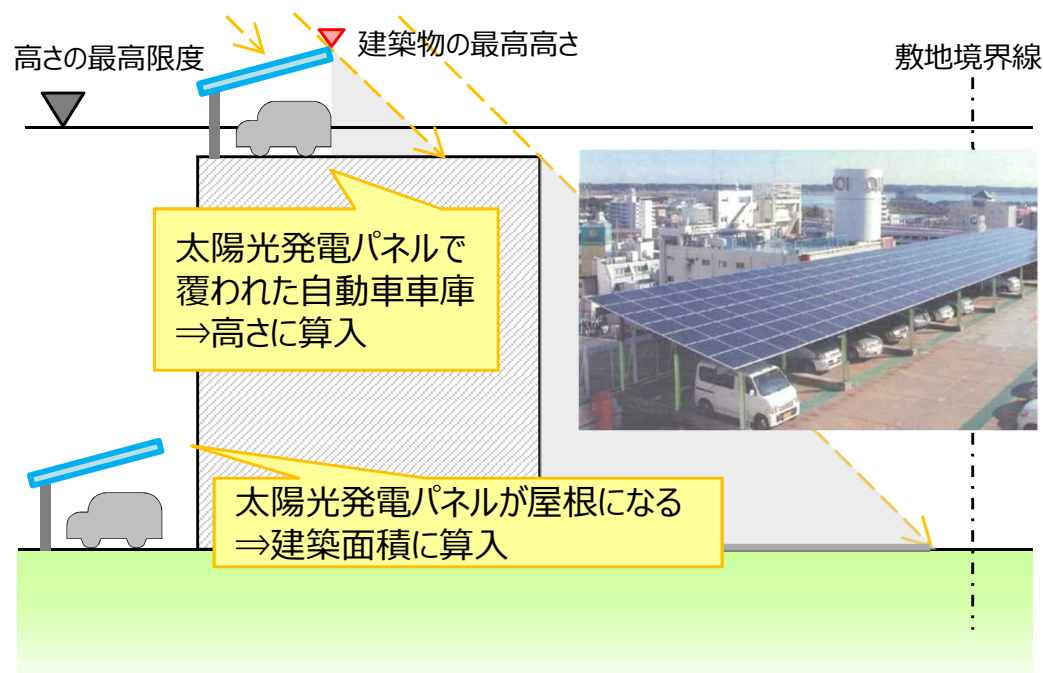 高さの最高限度
建築物の最高高さ
敷地境界線
太陽光発電パネルで
覆われた自動車車庫
⇒高さに算入
太陽光発電パネルが屋根になる
⇒建築面積に算入